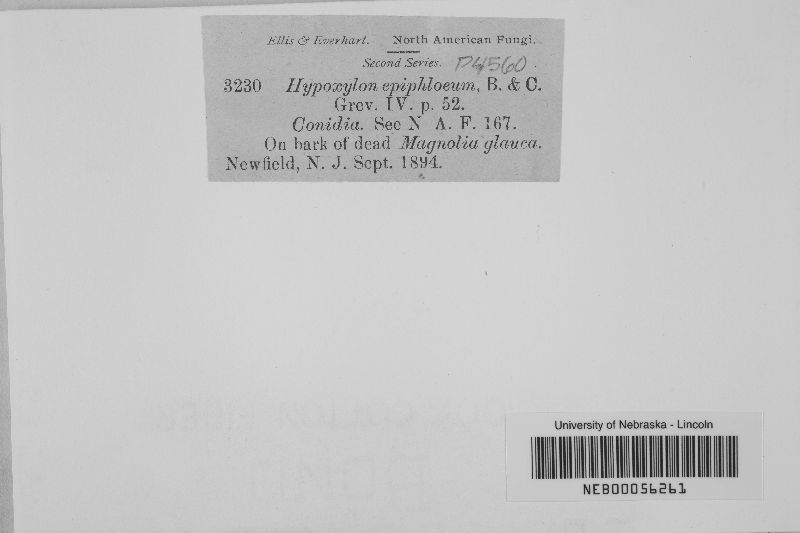 Ellis & Everhart. North American Fungi.
Second Series. P4560
3230 Hypoxylon epiphloeum, B. & C.
Grev. IV. p. 52.
Conidia. See N A. F. 167.
On bark of dead Magnolia glauca.
Newfield, N. J. Sept. 1894.
University of Nebraska - Lincoln
NEB00056261